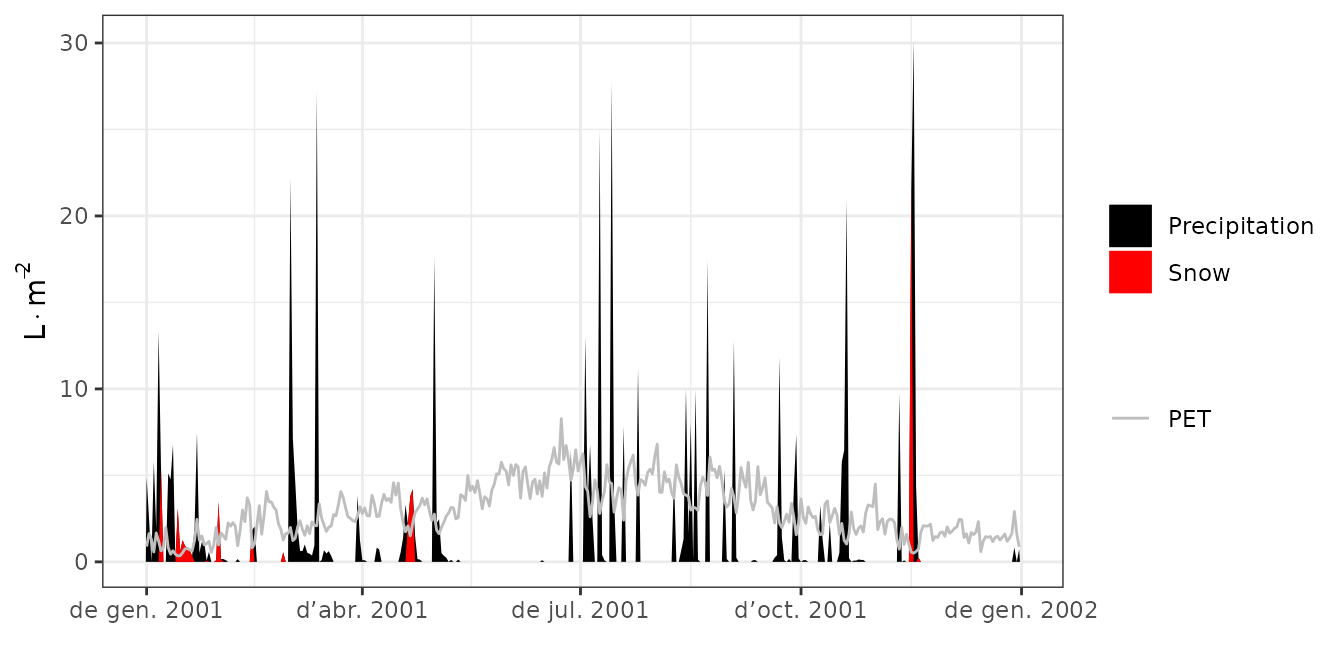 30
20
10
0
L · m⁻²
de gen. 2001
d’abr. 2001
de jul. 2001
d’oct. 2001
de gen. 2002
Precipitation
Snow
PET